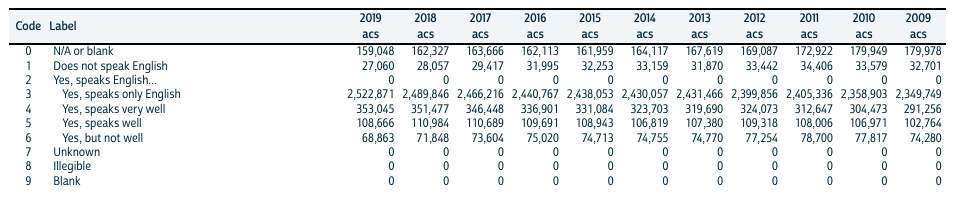 Code Label 2019 acs 2018 acs 2017 acs 2016 acs 2015 acs 2014 acs 2013 acs 2012 acs 2011 acs 2010 acs 2009 acs
0 N/A or blank 159,048 162,327 163,666 162,113 161,959 164,117 167,619 169,087 172,922 179,949 179,978
1 Does not speak English 27,060 28,057 29,417 31,995 32,253 33,159 31,870 33,442 34,406 33,579 32,701
2 Yes, speaks English... 0 0 0 0 0 0 0 0 0 0 0
3 Yes, speaks only English 2,522,871 2,489,846 2,466,216 2,440,767 2,438,053 2,430,057 2,431,466 2,399,856 2,405,336 2,358,903 2,349,749
4 Yes, speaks very well 353,045 351,477 346,448 336,901 331,084 323,703 319,690 324,073 312,647 304,473 291,256
5 Yes, speaks well 108,666 110,984 110,689 109,691 108,943 106,819 107,380 109,318 108,006 106,971 102,764
6 Yes, but not well 68,863 71,848 73,604 75,020 74,713 74,755 74,770 77,254 78,700 77,817 74,280
7 Unknown 0 0 0 0 0 0 0 0 0 0 0
8 Illegible 0 0 0 0 0 0 0 0 0 0 0
9 Blank 0 0 0 0 0 0 0 0 0 0 0